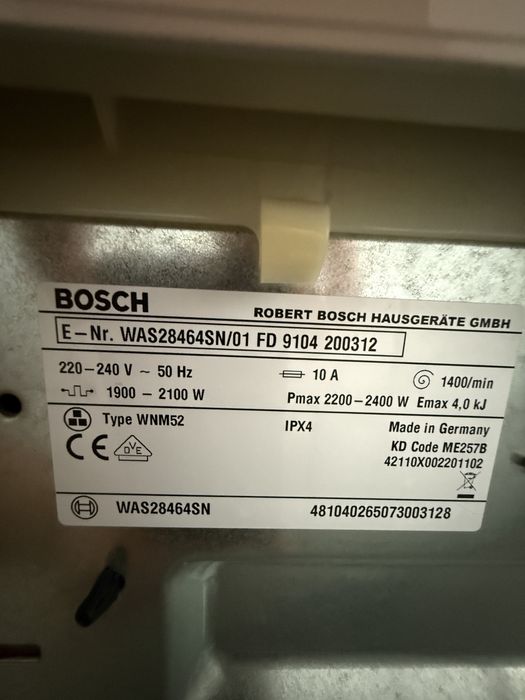 BOSCH
ROBERT BOSCH HAUSGERÄTE GMBH
E-Nr. WAS28464SN/01 FD 9104 200312
220-240 V ~ 50 Hz 10 A 1400/min
1900 - 2100 W Pmax 2200-2400 W Emax 4,0 kJ
Type WNM52 IPX4 Made in Germany
CE DVE KD Code ME257B
42110X002201102
WAS28464SN 481040265073003128